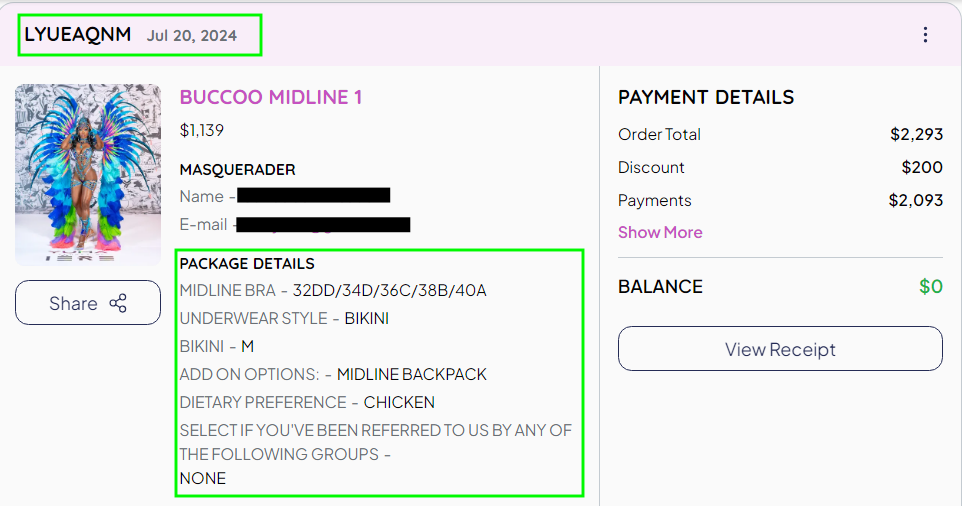 LYUEAQNM Jul 20, 2024
BUCCOO MIDLINE 1
$1,139
MASQUERADER
Name -
E-mail -
PACKAGE DETAILS
MIDLINE BRA - 32DD/34D/36C/38B/40A
UNDERWEAR STYLE - BIKINI
BIKINI - M
ADD ON OPTIONS: - MIDLINE BACKPACK
DIETARY PREFERENCE - CHICKEN
SELECT IF YOU'VE BEEN REFERRED TO US BY ANY OF
THE FOLLOWING GROUPS -
NONE
Share
PAYMENT DETAILS
Order Total $2,293
Discount $200
Payments $2,093
Show More
BALANCE $0
View Receipt